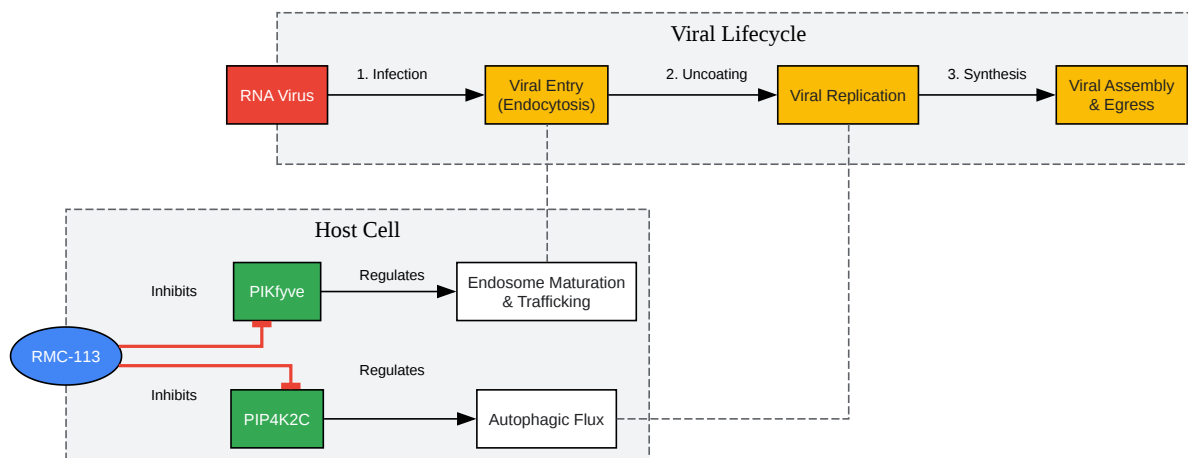 Viral Lifecycle
RNA Virus
1. Infection
Viral Entry
(Endocytosis)
2. Uncoating
Viral Replication
3. Synthesis
Viral Assembly
& Egress
Host Cell
Inhibits
PIKfyve
Regulates
Endosome Maturation
& Trafficking
RMC-113
Inhibits
PIP4K2C
Regulates
Autophagic Flux